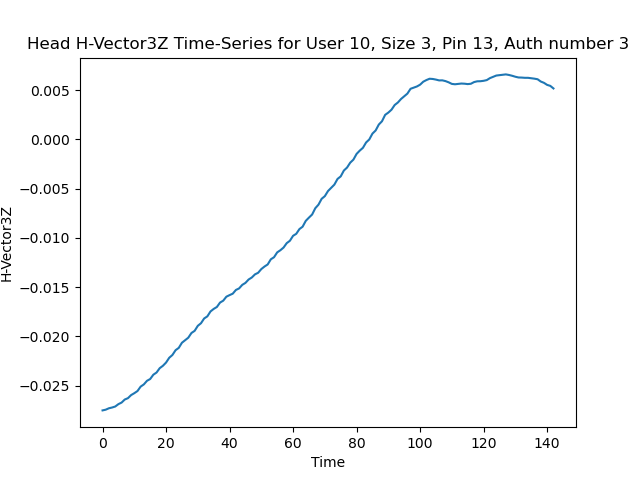 Head H-Vector3Z Time-Series for User 10, Size 3, Pin 13, Auth number 3
H-Vector3Z
0.005
0.000
−0.005
−0.010
−0.015
−0.020
−0.025
0 20 40 60 80 100 120 140
Time